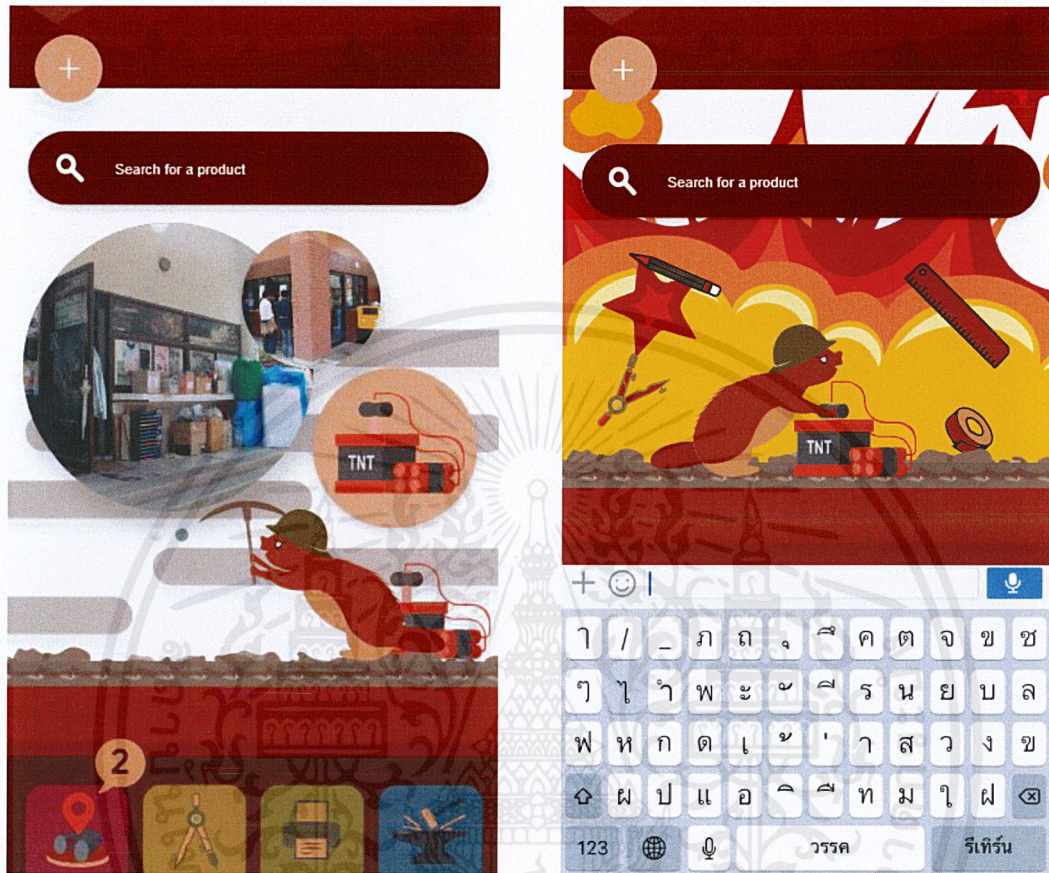 Search for a product
TNT
2
Search for a product
TNT
ๅ / _ ภ ถ ุ ึ ค ต จ ข ช
ๆ ไ ำ พ ะ ั ี ร น ย บ ล
ฟ ห ก ด เ ้ ่ า ส ว ง ฃ
ผ ป แ อ ิ ื ท ม ใ ฝ
123 วรรค รีเทิร์น